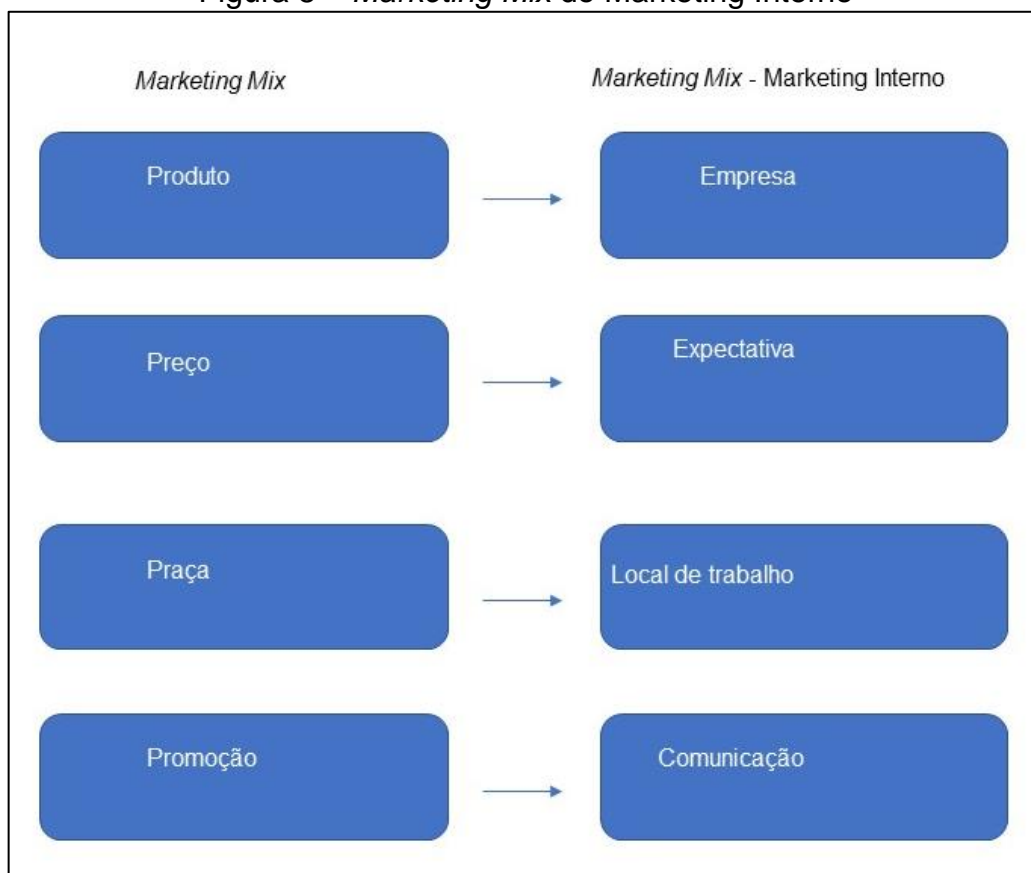 Marketing Mix do Marketing Interno
Marketing Mix
Marketing Mix - Marketing Interno
Produto
Empresa
Preço
Expectativa
Praça
Local de trabalho
Promoção
Comunicação